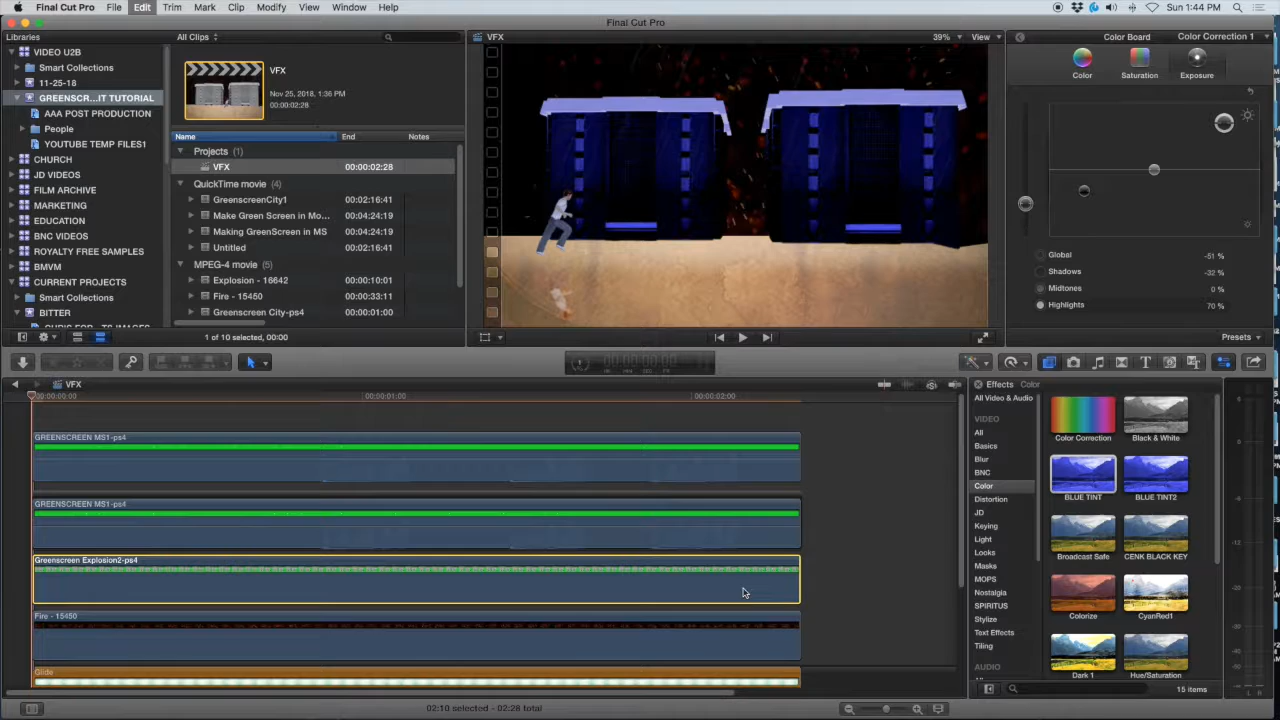 Final Cut Pro File Edit Trim Mark Clip Modify View Window Help Sun 1:44 PM
Final Cut Pro
Libraries
VIDEO U2B
Smart Collections
11-25-18
GREENSCR...IT TUTORIAL
AAA POST PRODUCTION
People
YOUTUBE TEMP FILES1
CHURCH
JD VIDEOS
FILM ARCHIVE
MARKETING
EDUCATION
BNC VIDEOS
ROYALTY FREE SAMPLES
BMVM
CURRENT PROJECTS
Smart Collections
BITTER
All Clips
VFX
Nov 25, 2018, 1:36 PM
00:00:02:28
Name End Notes
Projects (1)
VFX 00:00:02:28
QuickTime movie (4)
GreenscreenCity1 00:02:16:41
Make Green Screen in Mo... 00:04:24:19
Making GreenScreen in MS 00:04:24:19
Untitled 00:02:16:41
MPEG-4 movie (5)
Explosion - 16642 00:00:10:01
Fire - 15450 00:00:33:11
Greenscreen City-ps4 00:00:01:00
1 of 10 selected, 00:00
VFX 39% View
Color Board Color Correction 1
Color Saturation Exposure
Global -51 %
Shadows -32 %
Midtones 0 %
Highlights 70 %
Presets
VFX
00:00:00:00 00:00:01:00 00:00:02:00
GREENSCREEN MS1-ps4
GREENSCREEN MS1-ps4
Greenscreen Explosion2-ps4
Fire - 15450
Glide
Effects Color
All Video & Audio
VIDEO
All
Basics
Blur
BNC
Color
Distortion
JD
Keying
Light
Looks
Masks
MOPS
Nostalgia
SPIRITUS
Stylize
Text Effects
Tiling
AUDIO
Color Correction Black & White
BLUE TINT BLUE TINT2
Broadcast Safe CENK BLACK KEY
Colorize CyanRed1
Dark 1 Hue/Saturation
15 items
6
0
-6
-12
-20
-30
L R
02:10 selected - 02:28 total